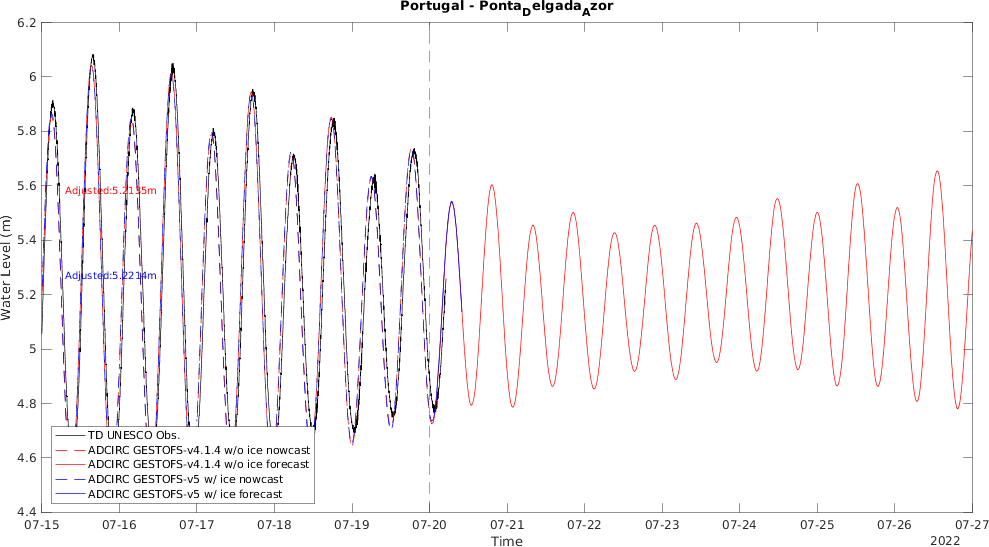 Portugal - PontaDelgadaAzor
6.2
6
5.8
5.6
5.4
5.2
5
4.8
4.6
4.4
Water Level (m)
Adjusted:5.2135m
Adjusted:5.2214m
TD UNESCO Obs.
ADCIRC GESTOFS-v4.1.4 w/o ice nowcast
ADCIRC GESTOFS-v4.1.4 w/o ice forecast
ADCIRC GESTOFS-v5 w/ ice nowcast
ADCIRC GESTOFS-v5 w/ ice forecast
07-15 07-16 07-17 07-18 07-19 07-20 07-21 07-22 07-23 07-24 07-25 07-26 07-27
Time
2022